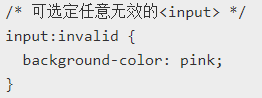 /* 可选定任意无效的<input> */
input:invalid {
  background-color: pink;
}